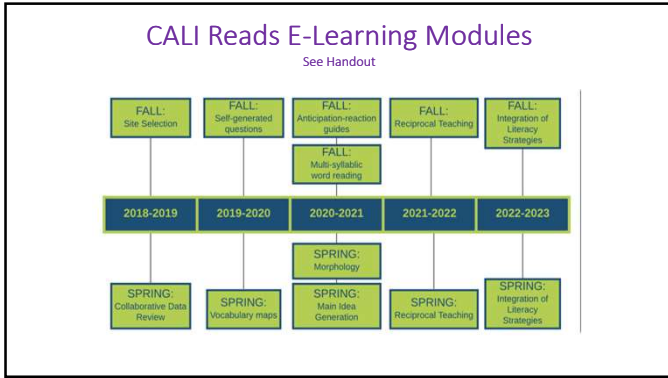 CALI Reads E-Learning Modules
See Handout
FALL:
Site Selection
FALL:
Self-generated
questions
FALL:
Anticipation-reaction
guides
FALL:
Multi-syllablic
word reading
FALL:
Reciprocal Teaching
FALL:
Integration of
Literacy
Strategies
2018-2019
2019-2020
2020-2021
2021-2022
2022-2023
SPRING:
Collaborative Data
Review
SPRING:
Vocabulary maps
SPRING:
Morphology
SPRING:
Main Idea
Generation
SPRING:
Reciprocal Teaching
SPRING:
Integration of
Literacy
Strategies